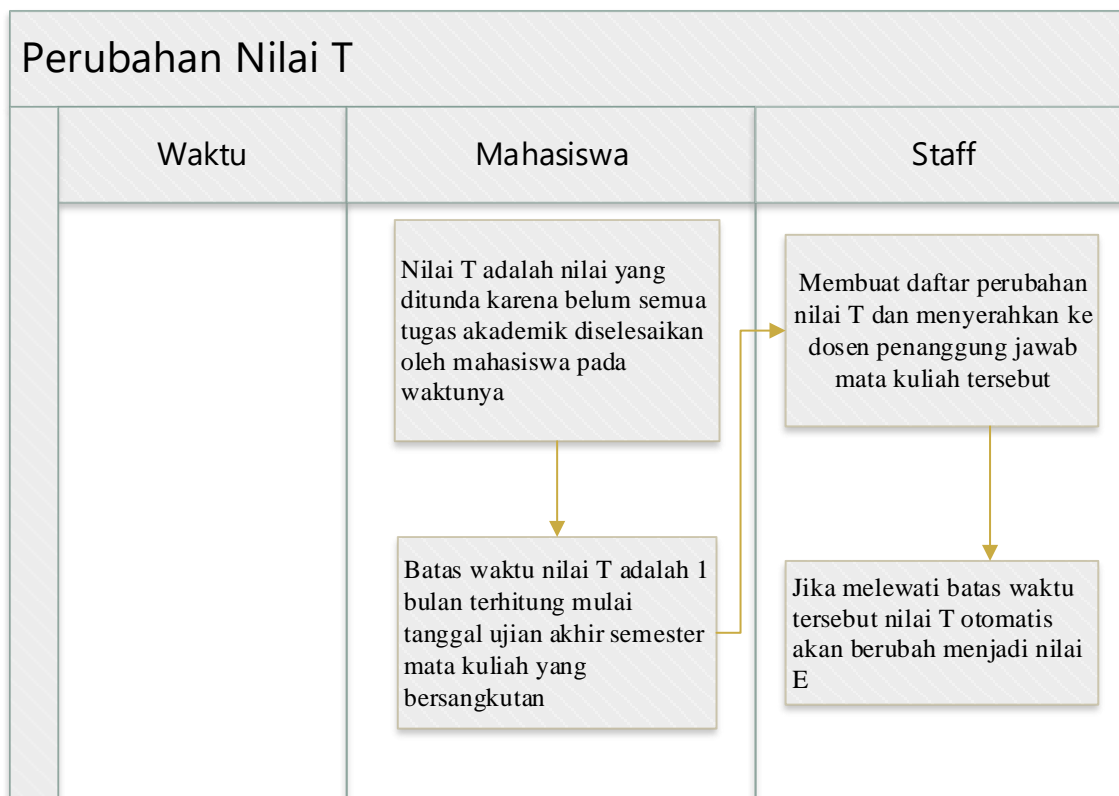 Perubahan Nilai T
Waktu
Mahasiswa
Staff
Nilai T adalah nilai yang
ditunda karena belum semua
tugas akademik diselesaikan
oleh mahasiswa pada
waktunya
Batas waktu nilai T adalah 1
bulan terhitung mulai
tanggal ujian akhir semester
mata kuliah yang
bersangkutan
Membuat daftar perubahan
nilai T dan menyerahkan ke
dosen penanggung jawab
mata kuliah tersebut
Jika melewati batas waktu
tersebut nilai T otomatis
akan berubah menjadi nilai
E